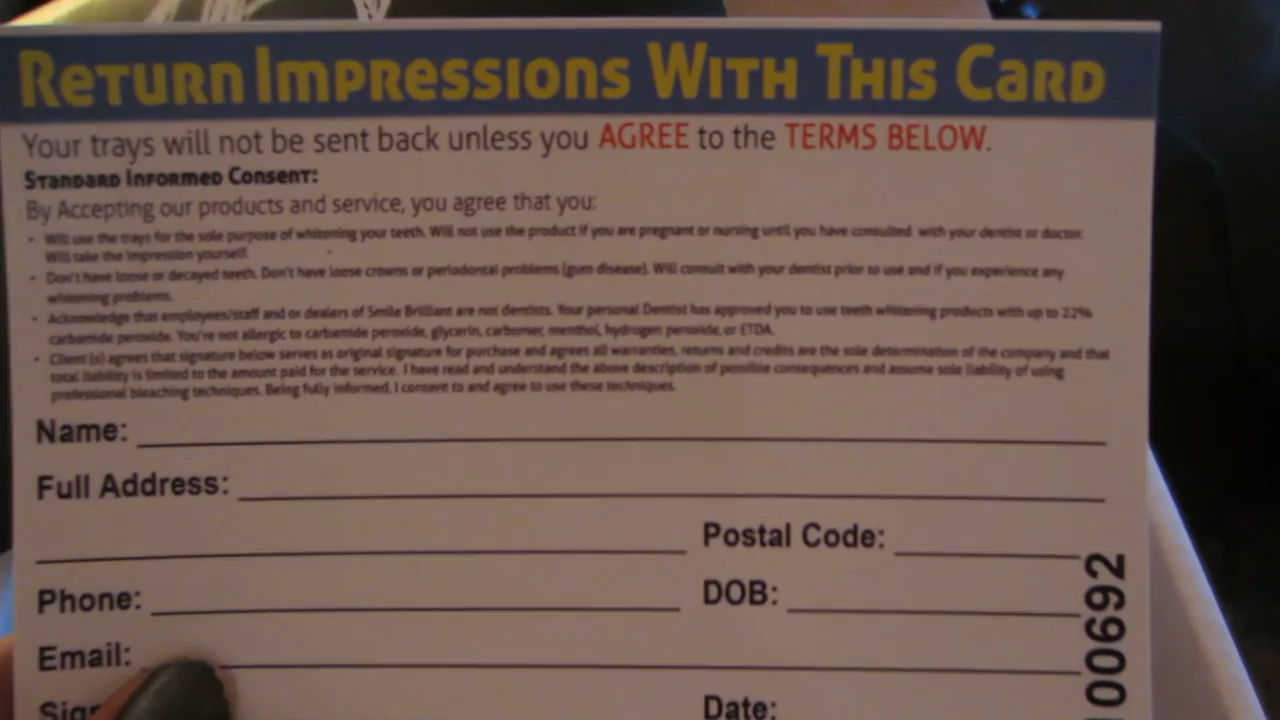 Return Impressions With This Card
Your trays will not be sent back unless you AGREE to the TERMS BELOW.
Standard Informed Consent:
By Accepting our products and service, you agree that you:
• Will use the trays for the sole purpose of whitening your teeth. Will not use the product if you are pregnant or nursing until you have consulted with your dentist or doctor.
Will take the impression yourself.
• Don't have loose or decayed teeth. Don't have loose crowns or periodontal problems (gum disease). Will consult with your dentist prior to use and if you experience any
whitening problems.
• Acknowledge that employees/staff and or dealers of Smile Brilliant are not dentists. Your personal Dentist has approved you to use teeth whitening products with up to 22%
carbamide peroxide. You're not allergic to carbamide peroxide, glycerin, carbomer, menthol, hydrogen peroxide, or ETDA.
• Client (s) agrees that signature below serves as original signature for purchase and agrees all warranties, returns and credits are the sole determination of the company and that
total liability is limited to the amount paid for the service. I have read and understand the above description of possible consequences and assume sole liability of using
professional bleaching techniques. Being fully informed, I consent to and agree to use these techniques.
Name:
Full Address:
Postal Code:
Phone:
DOB:
Email:
Sig
Date:
00692